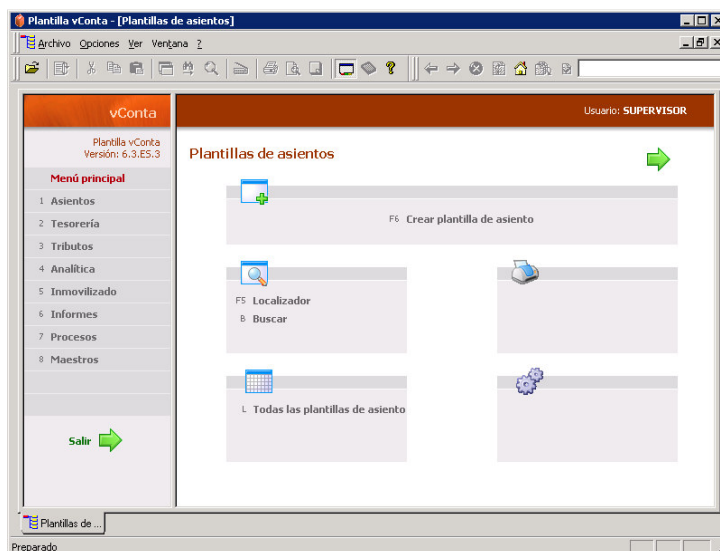 Plantilla vConta - [Plantillas de asientos]
Archivo Opciones Ver Ventana ?
vConta
Usuario: SUPERVISOR
Plantilla vConta
Versión: 6.3.ES.3
Menú principal
1 Asientos
2 Tesorería
3 Tributos
4 Analítica
5 Inmovilizado
6 Informes
7 Procesos
8 Maestros
Salir
Plantillas de asientos
F6 Crear plantilla de asiento
F5 Localizador
B Buscar
L Todas las plantillas de asiento
Plantillas de ...
Preparado